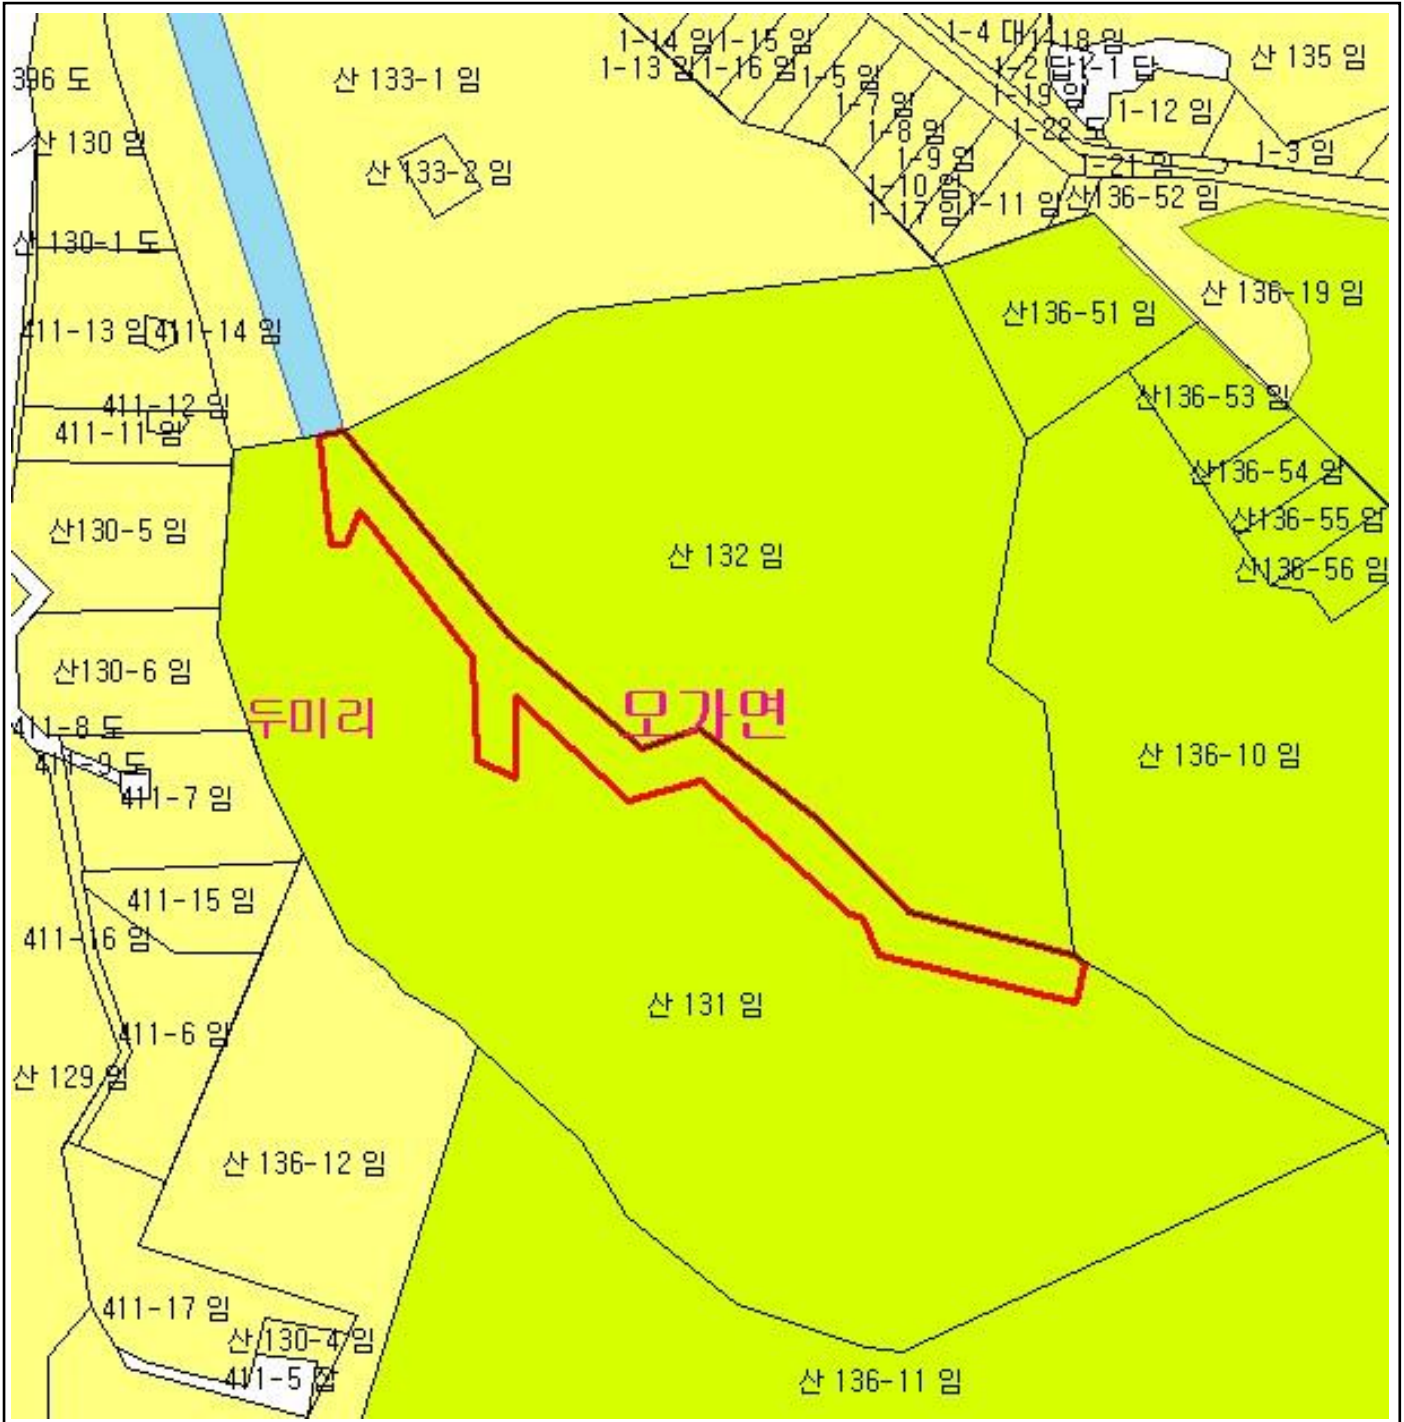 1-4 대
1-18 임
1-14 임
1-15 임
산 135 임
396 도
산 133-1 임
1-13 임
1-16 임
1-5 임
1-2 답
1-1 답
1-19 임
1-7 임
1-12 임
산 130 임
1-8 임
1-22 도
1-3 임
산 133-2 임
1-9 임
1-21 임
1-10 임
1-17 임
1-11 임
산136-52 임
산 130-1 도
산136-51 임
산 136-19 임
411-13 임
411-14 임
411-12 임
산136-53 임
411-11 임
산136-54 임
산130-5 임
산136-55 임
산 132 임
산136-56 임
산130-6 임
두미리
모가면
411-8 도
산 136-10 임
411-9 도
411-7 임
411-15 임
411-16 임
산 131 임
411-6 임
산 129 임
산 136-12 임
411-17 임
산 130-4 임
411-5 잡
산 136-11 임